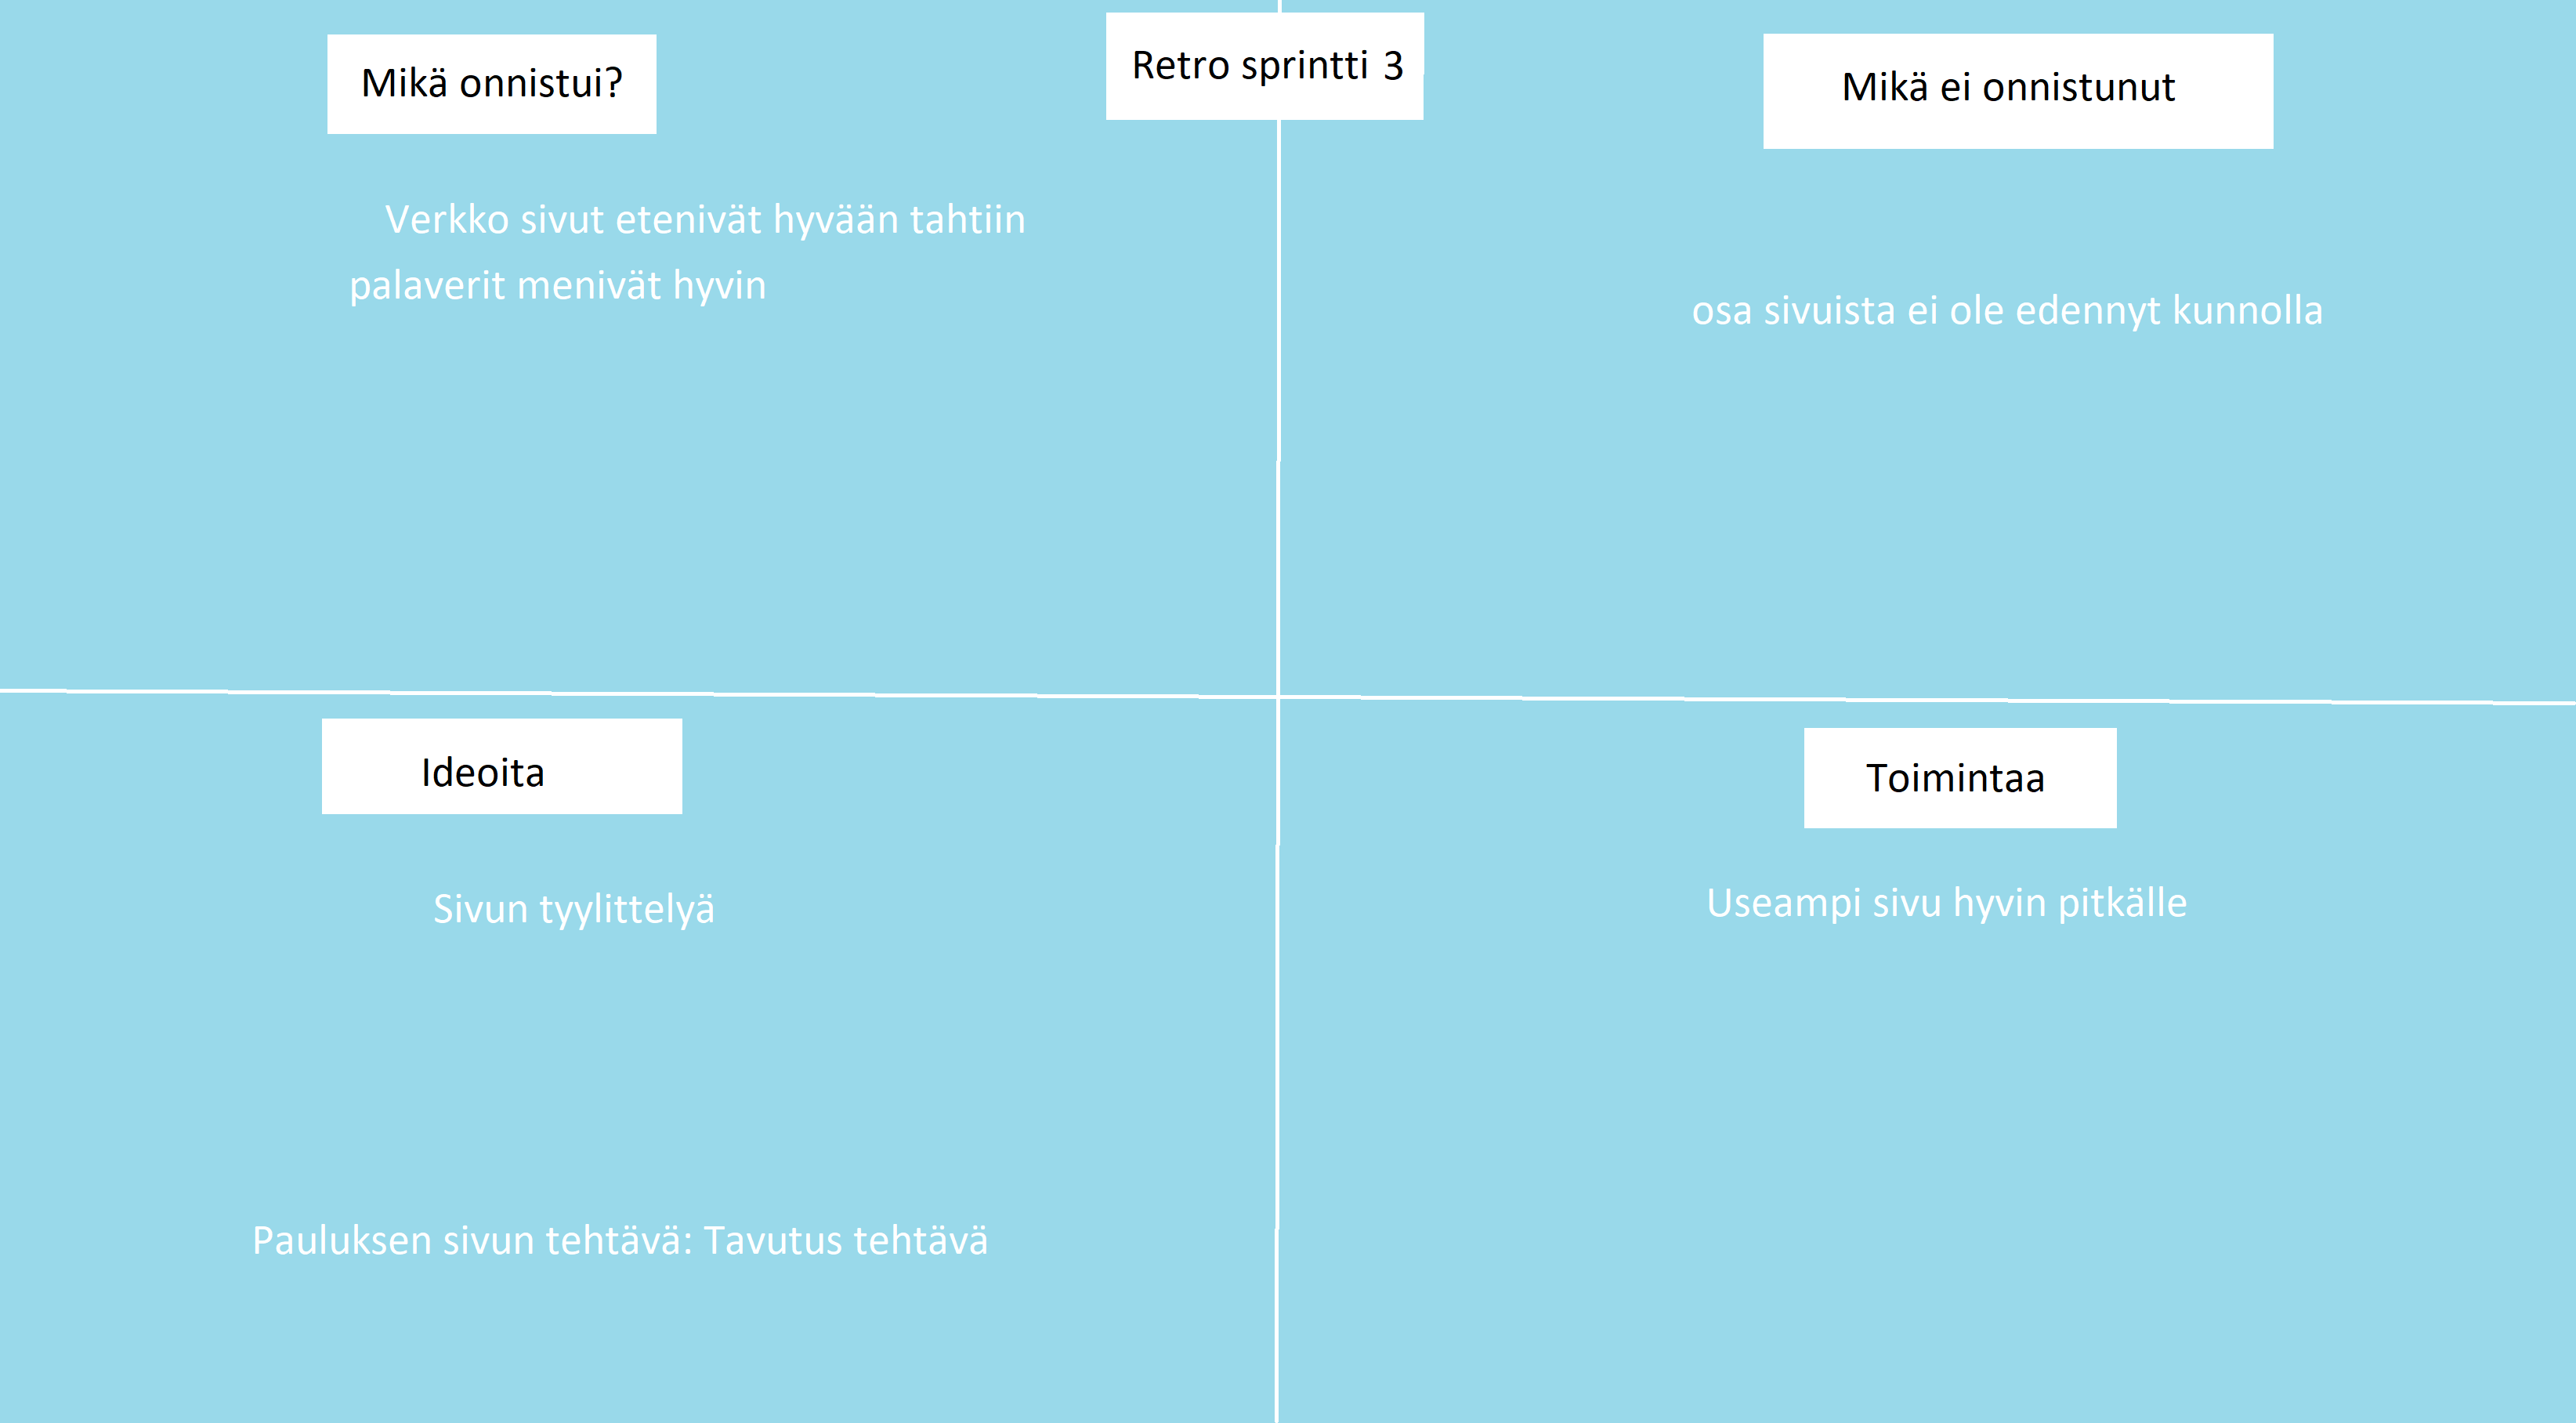 Retro sprintti 3
Mikä onnistui?
Verkko sivut etenivät hyvään tahtiin
palaverit menivät hyvin
Mikä ei onnistunut
osa sivuista ei ole edennyt kunnolla
Ideoita
Sivun tyylittelyä
Pauluksen sivun tehtävä: Tavutus tehtävä
Toimintaa
Useampi sivu hyvin pitkälle